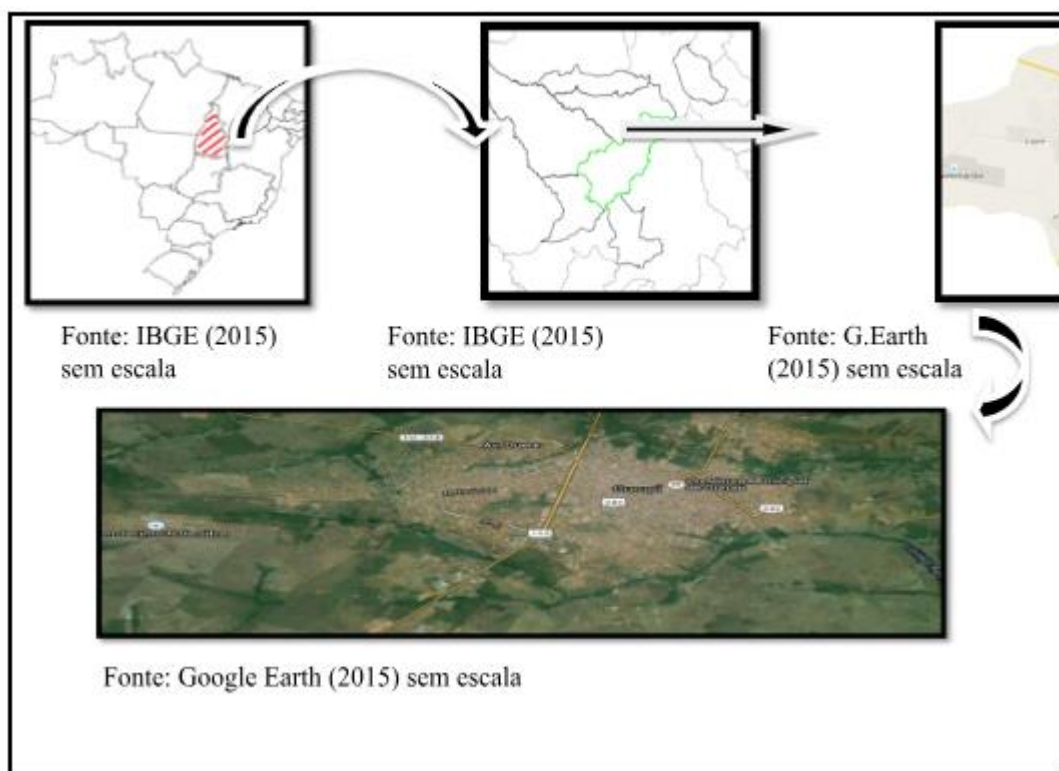 Fonte: IBGE (2015)
sem escala
Fonte: IBGE (2015)
sem escala
Fonte: G.Earth
(2015) sem escala
Fonte: Google Earth (2015) sem escala